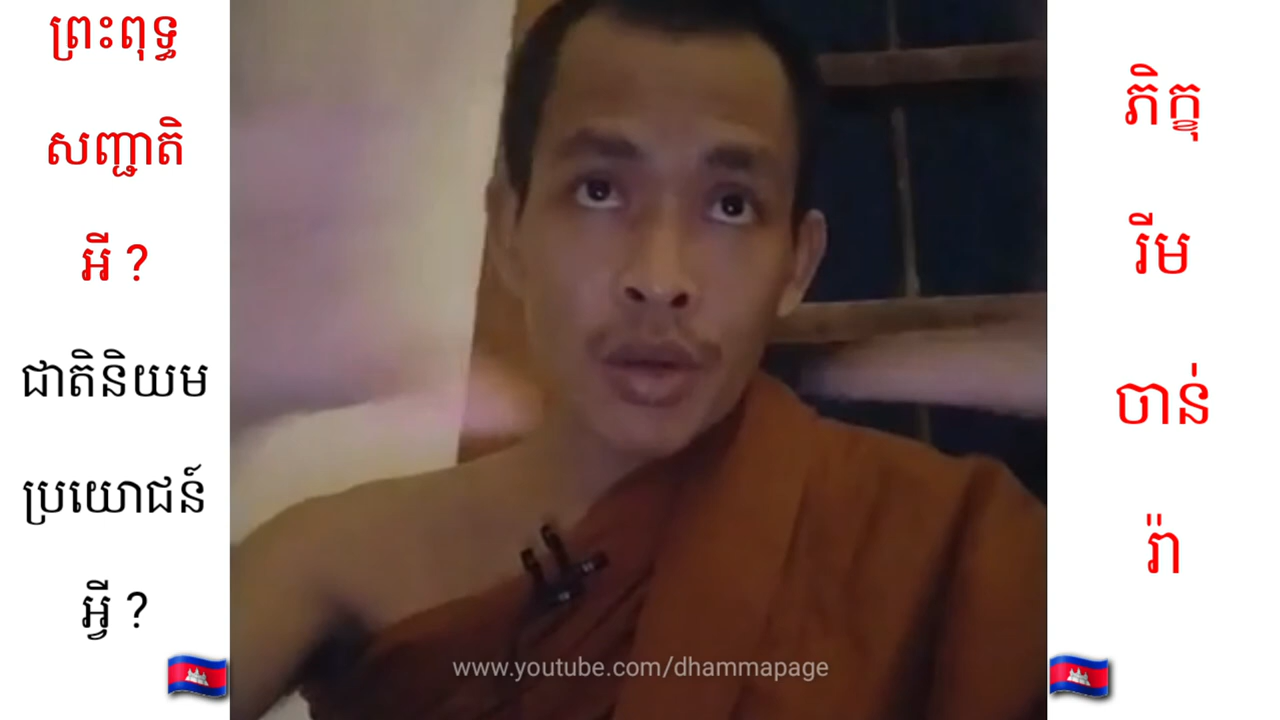 ព្រះពុទ្ធ
សញ្ជាតិ
អី ?
ជាតិនិយម
ប្រយោជន៍
អ្វី ?
ភិក្ខុ
រីម
ចាន់
រ៉ា
www.youtube.com/dhammapage